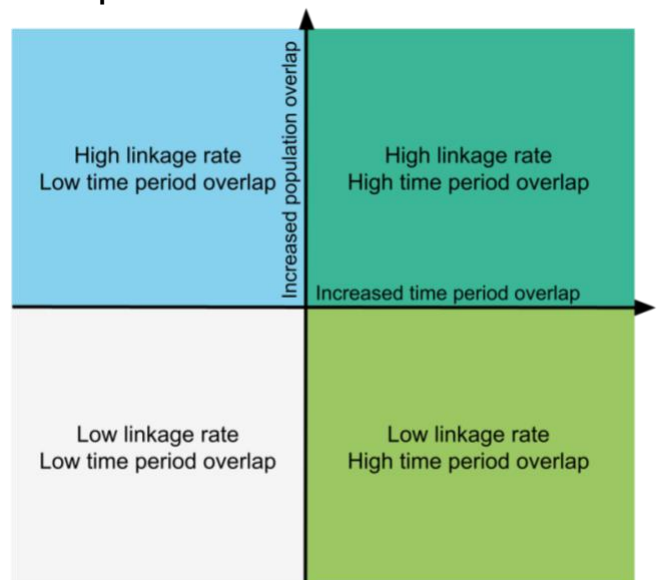 High linkage rate
Low time period overlap
Increased population overlap
High linkage rate
High time period overlap
Increased time period overlap
Low linkage rate
Low time period overlap
Low linkage rate
High time period overlap